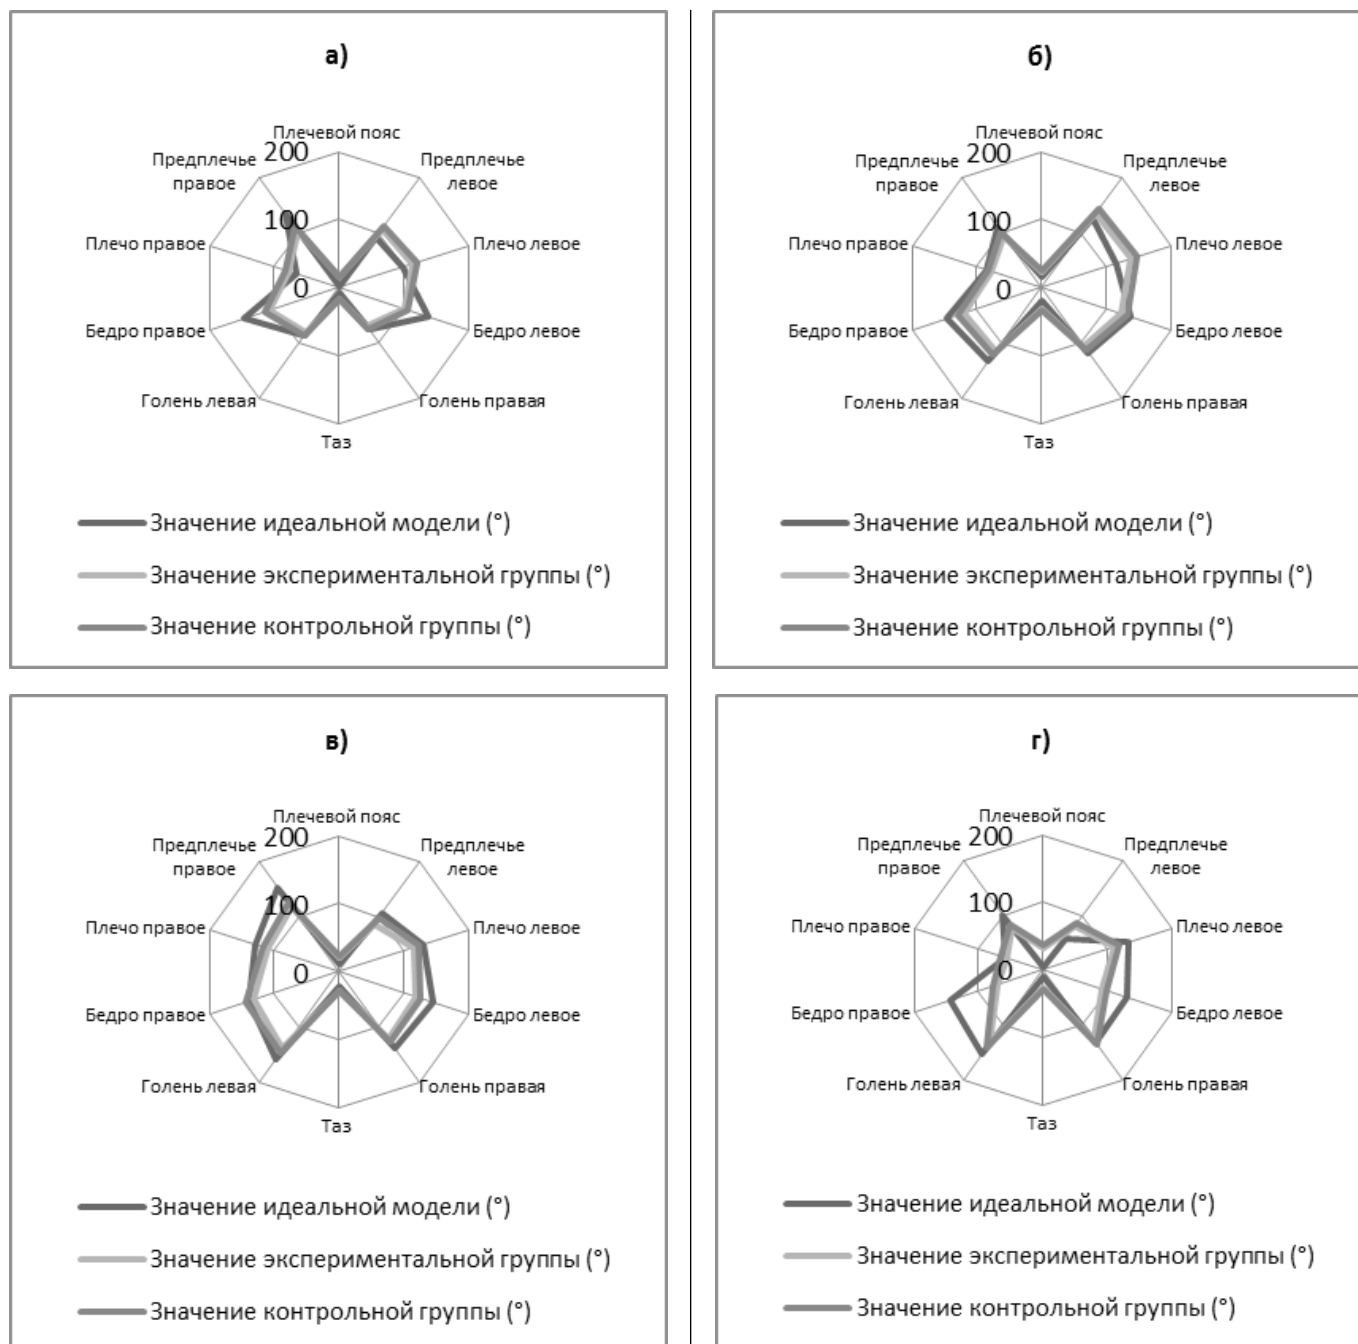 а)
Плечевой пояс
200
Предплечье
правое
Предплечье
левое
100
Плечо правое
Плечо левое
0
Бедро правое
Бедро левое
Голень левая
Голень правая
Таз
Значение идеальной модели (°)
Значение экспериментальной группы (°)
Значение контрольной группы (°)
б)
Плечевой пояс
200
Предплечье
правое
Предплечье
левое
100
Плечо правое
Плечо левое
0
Бедро правое
Бедро левое
Голень левая
Голень правая
Таз
Значение идеальной модели (°)
Значение экспериментальной группы (°)
Значение контрольной группы (°)
в)
Плечевой пояс
200
Предплечье
правое
Предплечье
левое
100
Плечо правое
Плечо левое
0
Бедро правое
Бедро левое
Голень левая
Голень правая
Таз
Значение идеальной модели (°)
Значение экспериментальной группы (°)
Значение контрольной группы (°)
г)
Плечевой пояс
200
Предплечье
правое
Предплечье
левое
100
Плечо правое
Плечо левое
0
Бедро правое
Бедро левое
Голень левая
Голень правая
Таз
Значение идеальной модели (°)
Значение экспериментальной группы (°)
Значение контрольной группы (°)